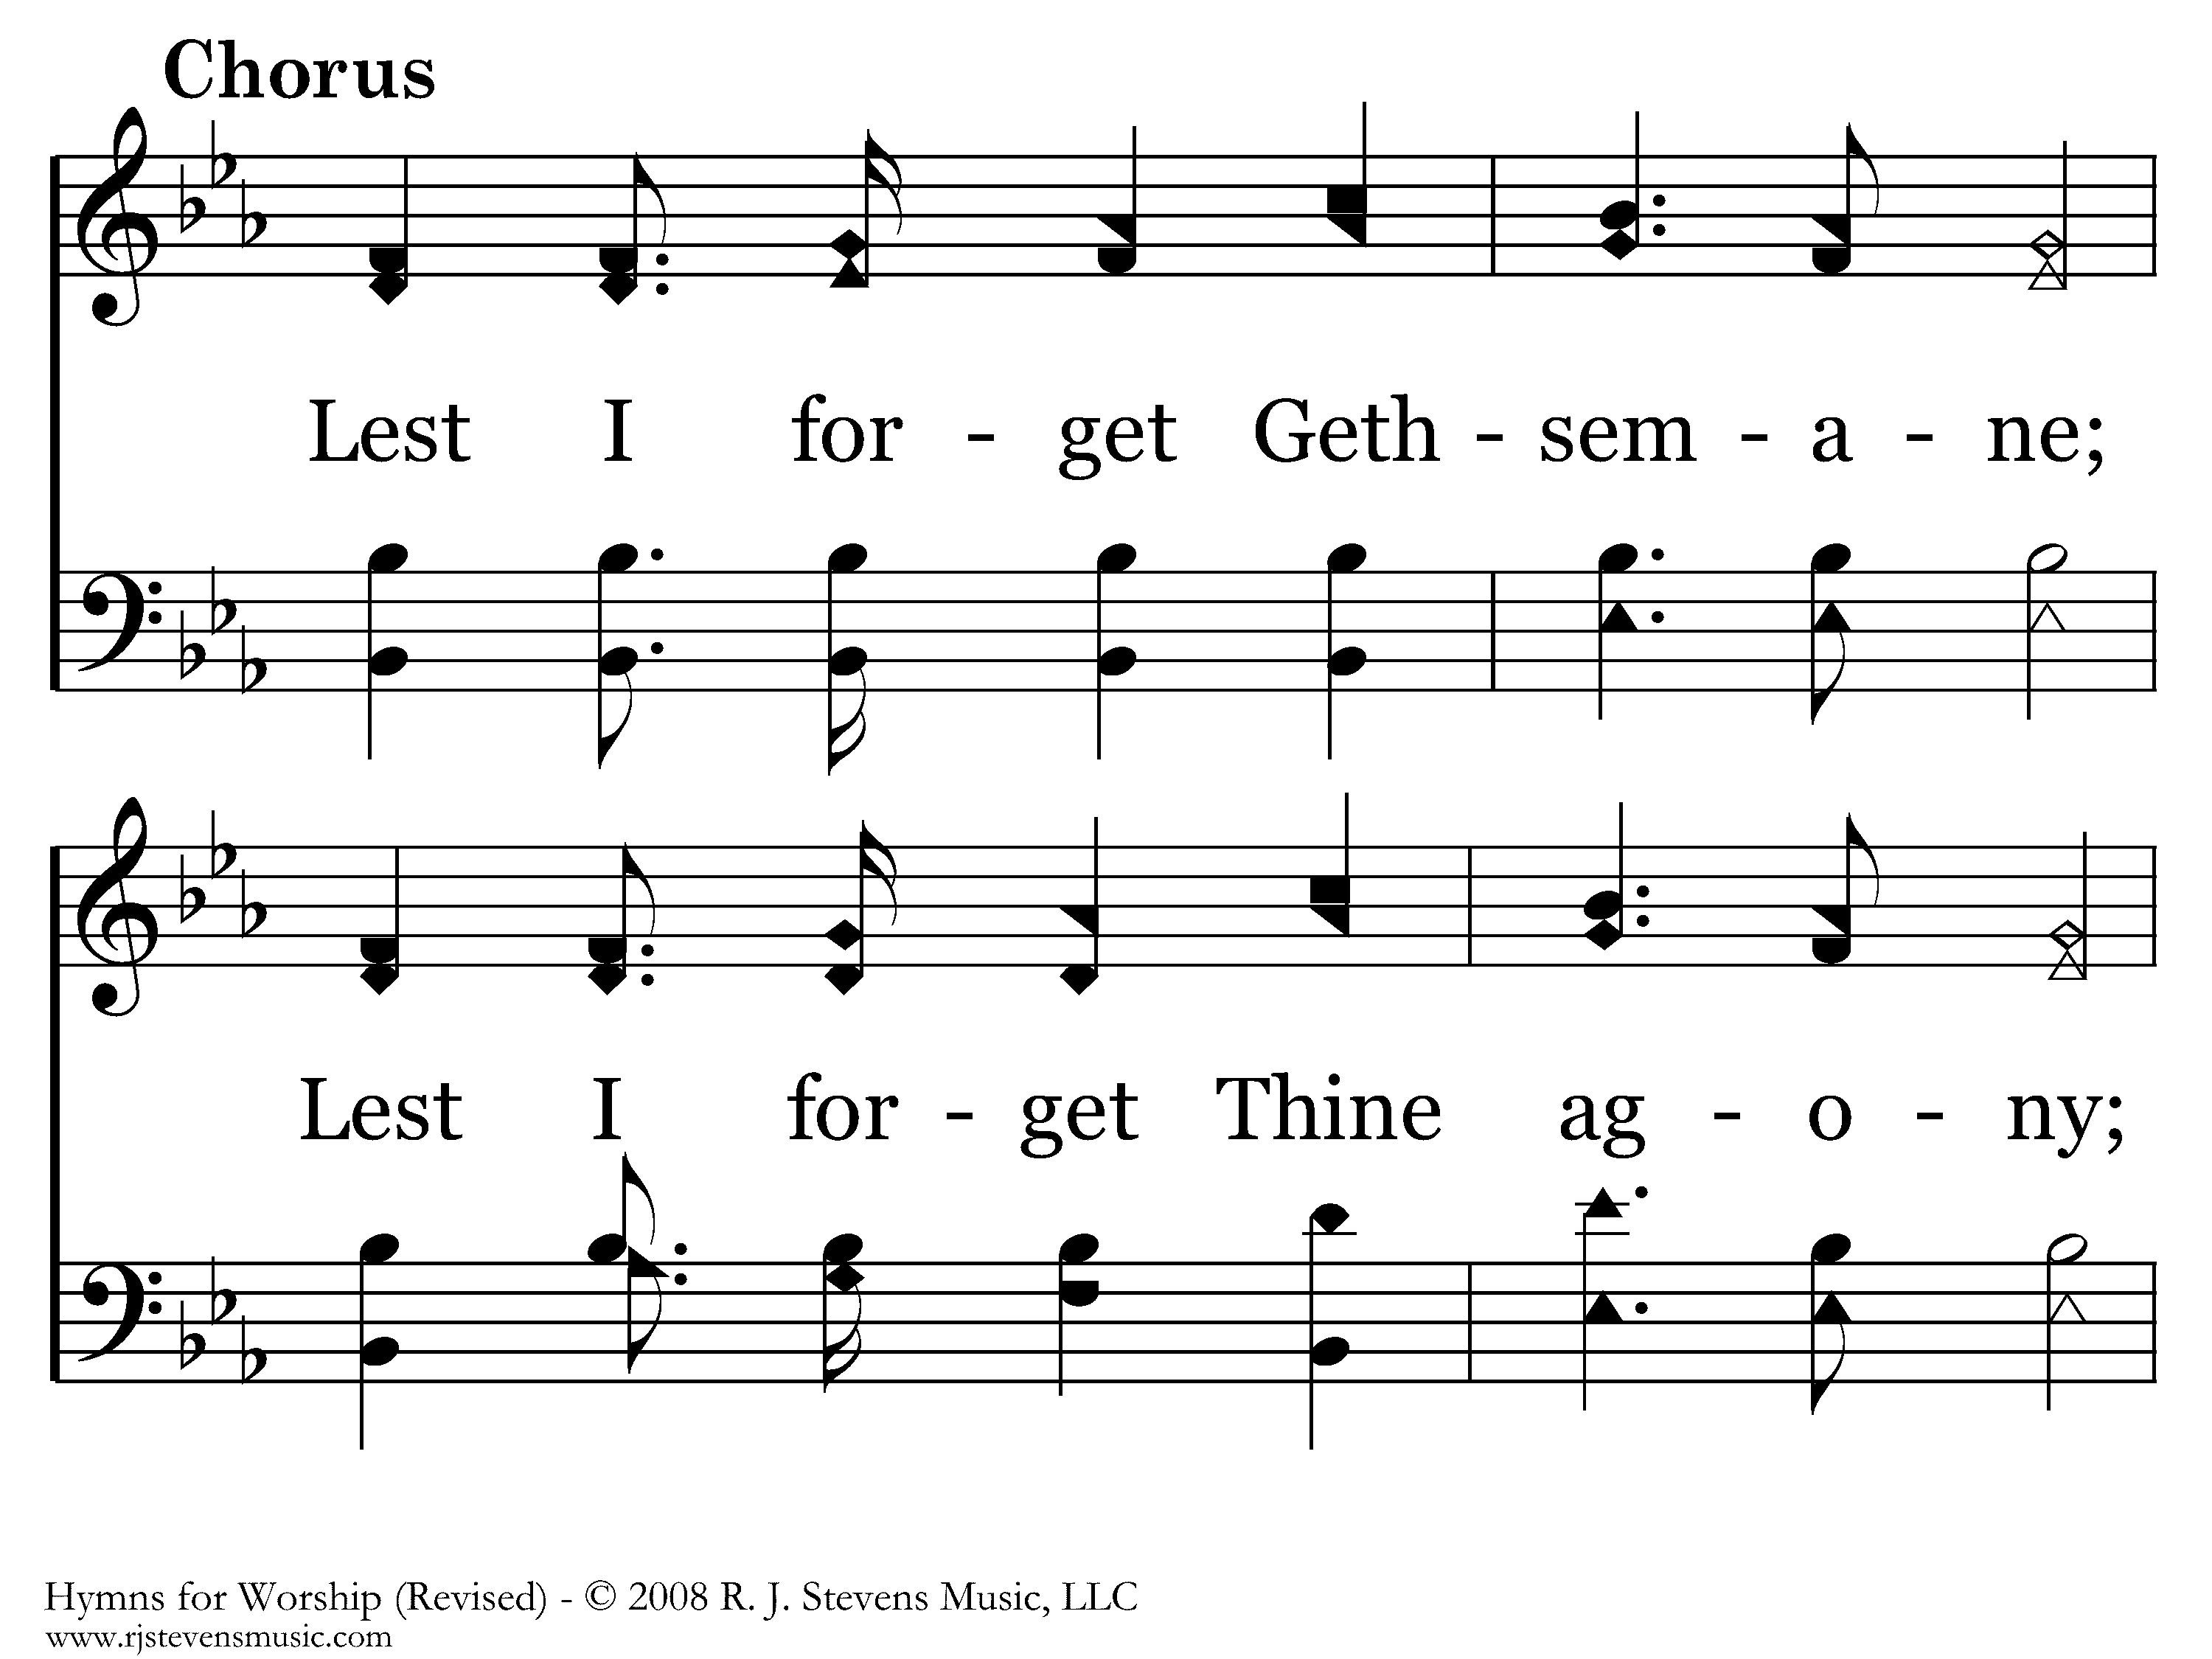 Chorus
Lest I for - get Geth - sem - a - ne;
Lest I for - get Thine ag - o - ny;
Hymns for Worship (Revised) - © 2008 R. J. Stevens Music, LLC
www.rjstevensmusic.com